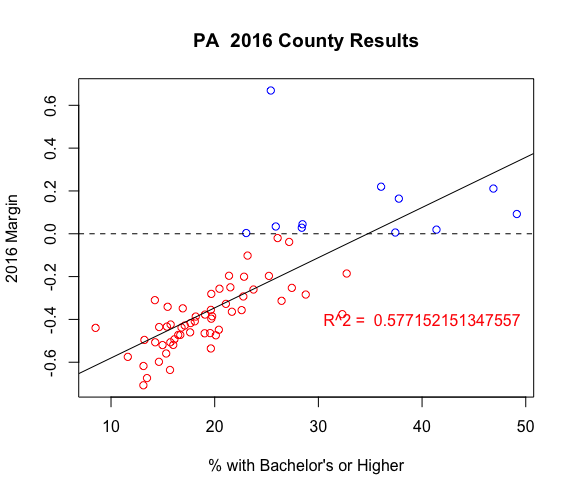 PA  2016 County Results
2016 Margin
0.6
0.4
0.2
0.0
-0.2
-0.4
-0.6
R^2 =  0.577152151347557
10 20 30 40 50
% with Bachelor's or Higher